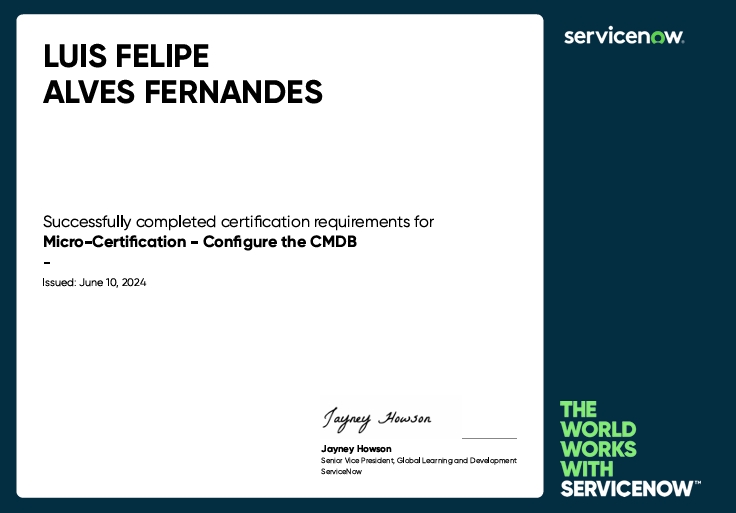 LUIS FELIPE
ALVES FERNANDES
servicenow.
Successfully completed certification requirements for
Micro-Certification - Configure the CMDB
-
Issued: June 10, 2024
Jayney Howson
Jayney Howson
Senior Vice President, Global Learning and Development
ServiceNow
THE
WORLD
WORKS
WITH
SERVICENOW™